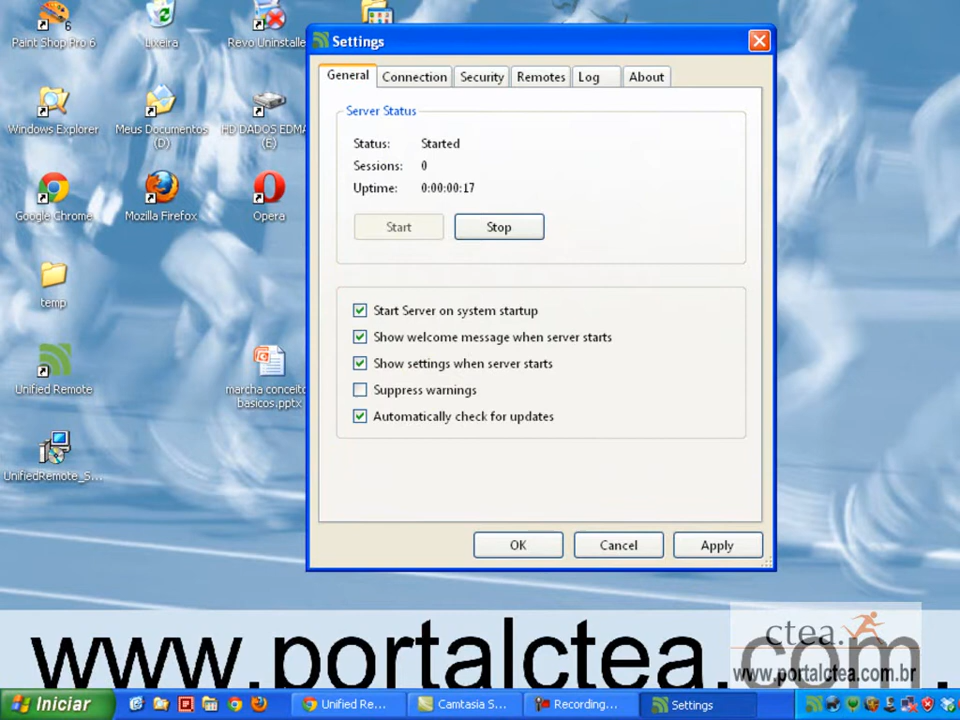 Paint Shop Pro 6
Lixeira
Revo Uninstalle
Windows Explorer
Meus Documentos (D)
HD DADOS EDMA (E)
Google Chrome
Mozilla Firefox
Opera
temp
Unified Remote
marcha conceito basicos.pptx
UnifiedRemote_S...
Settings
General
Connection
Security
Remotes
Log
About
Server Status
Status: Started
Sessions: 0
Uptime: 0:00:00:17
Start
Stop
Start Server on system startup
Show welcome message when server starts
Show settings when server starts
Suppress warnings
Automatically check for updates
OK
Cancel
Apply
www.portalctea.com.
ctea.
www.portalctea.com.br
Iniciar
Unified Re...
Camtasia S...
Recording...
Settings